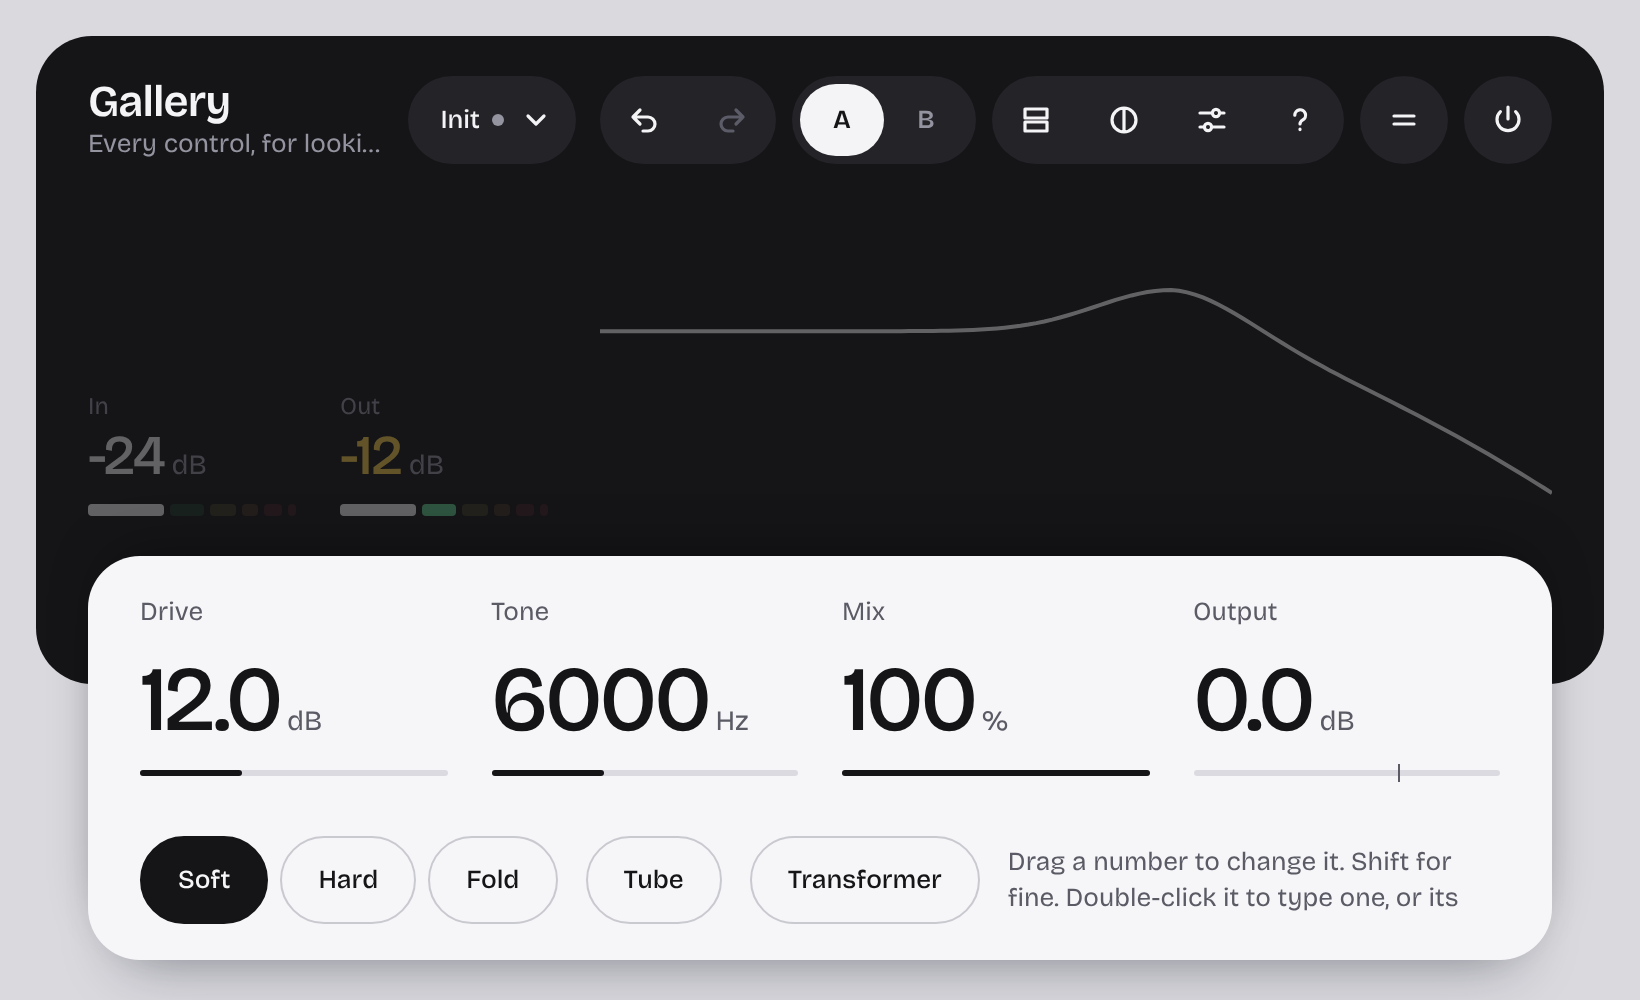 Gallery
Every control, for looki...
Init
A
B
?
In
Out
-24 dB
-12 dB
Drive
Tone
Mix
Output
12.0 dB
6000 Hz
100 %
0.0 dB
Soft
Hard
Fold
Tube
Transformer
Drag a number to change it. Shift for
fine. Double-click it to type one, or its